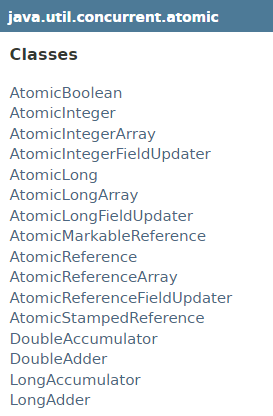 java.util.concurrent.atomic
Classes
AtomicBoolean
AtomicInteger
AtomicIntegerArray
AtomicIntegerFieldUpdater
AtomicLong
AtomicLongArray
AtomicLongFieldUpdater
AtomicMarkableReference
AtomicReference
AtomicReferenceArray
AtomicReferenceFieldUpdater
AtomicStampedReference
DoubleAccumulator
DoubleAdder
LongAccumulator
LongAdder